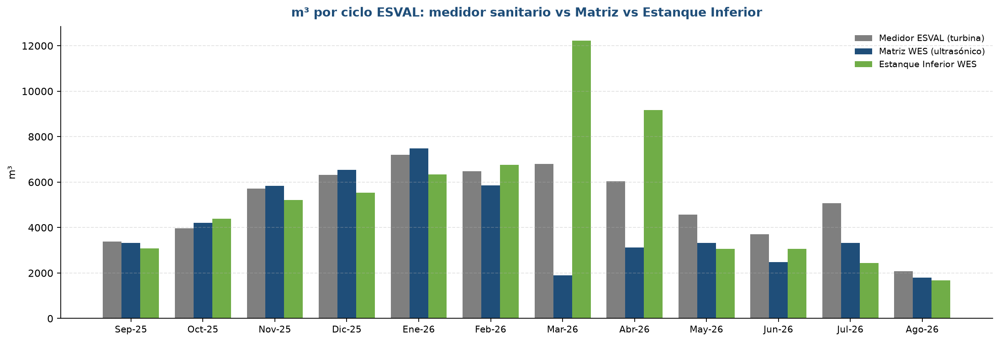 m³ por ciclo ESVAL: medidor sanitario vs Matriz vs Estanque Inferior
Medidor ESVAL (turbina)
Matriz WES (ultrasónico)
Estanque Inferior WES
m³
12000
10000
8000
6000
4000
2000
0
Sep-25 Oct-25 Nov-25 Dic-25 Ene-26 Feb-26 Mar-26 Abr-26 May-26 Jun-26 Jul-26 Ago-26